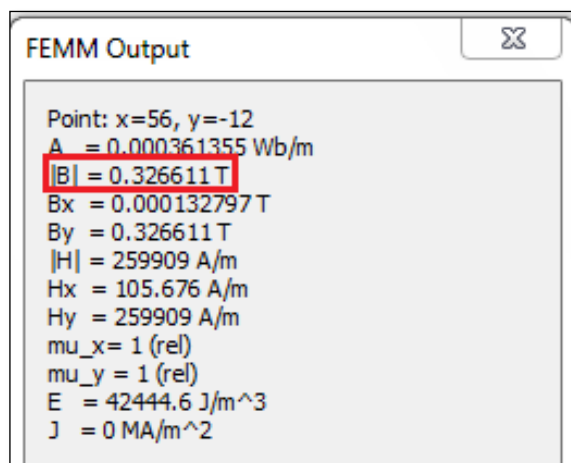 FEMM Output
Point: x=56, y=-12
A = 0.000361355 Wb/m
|B| = 0.326611 T
Bx = 0.000132797 T
By = 0.326611 T
|H| = 259909 A/m
Hx = 105.676 A/m
Hy = 259909 A/m
mu_x= 1 (rel)
mu_y = 1 (rel)
E = 42444.6 J/m^3
J = 0 MA/m^2